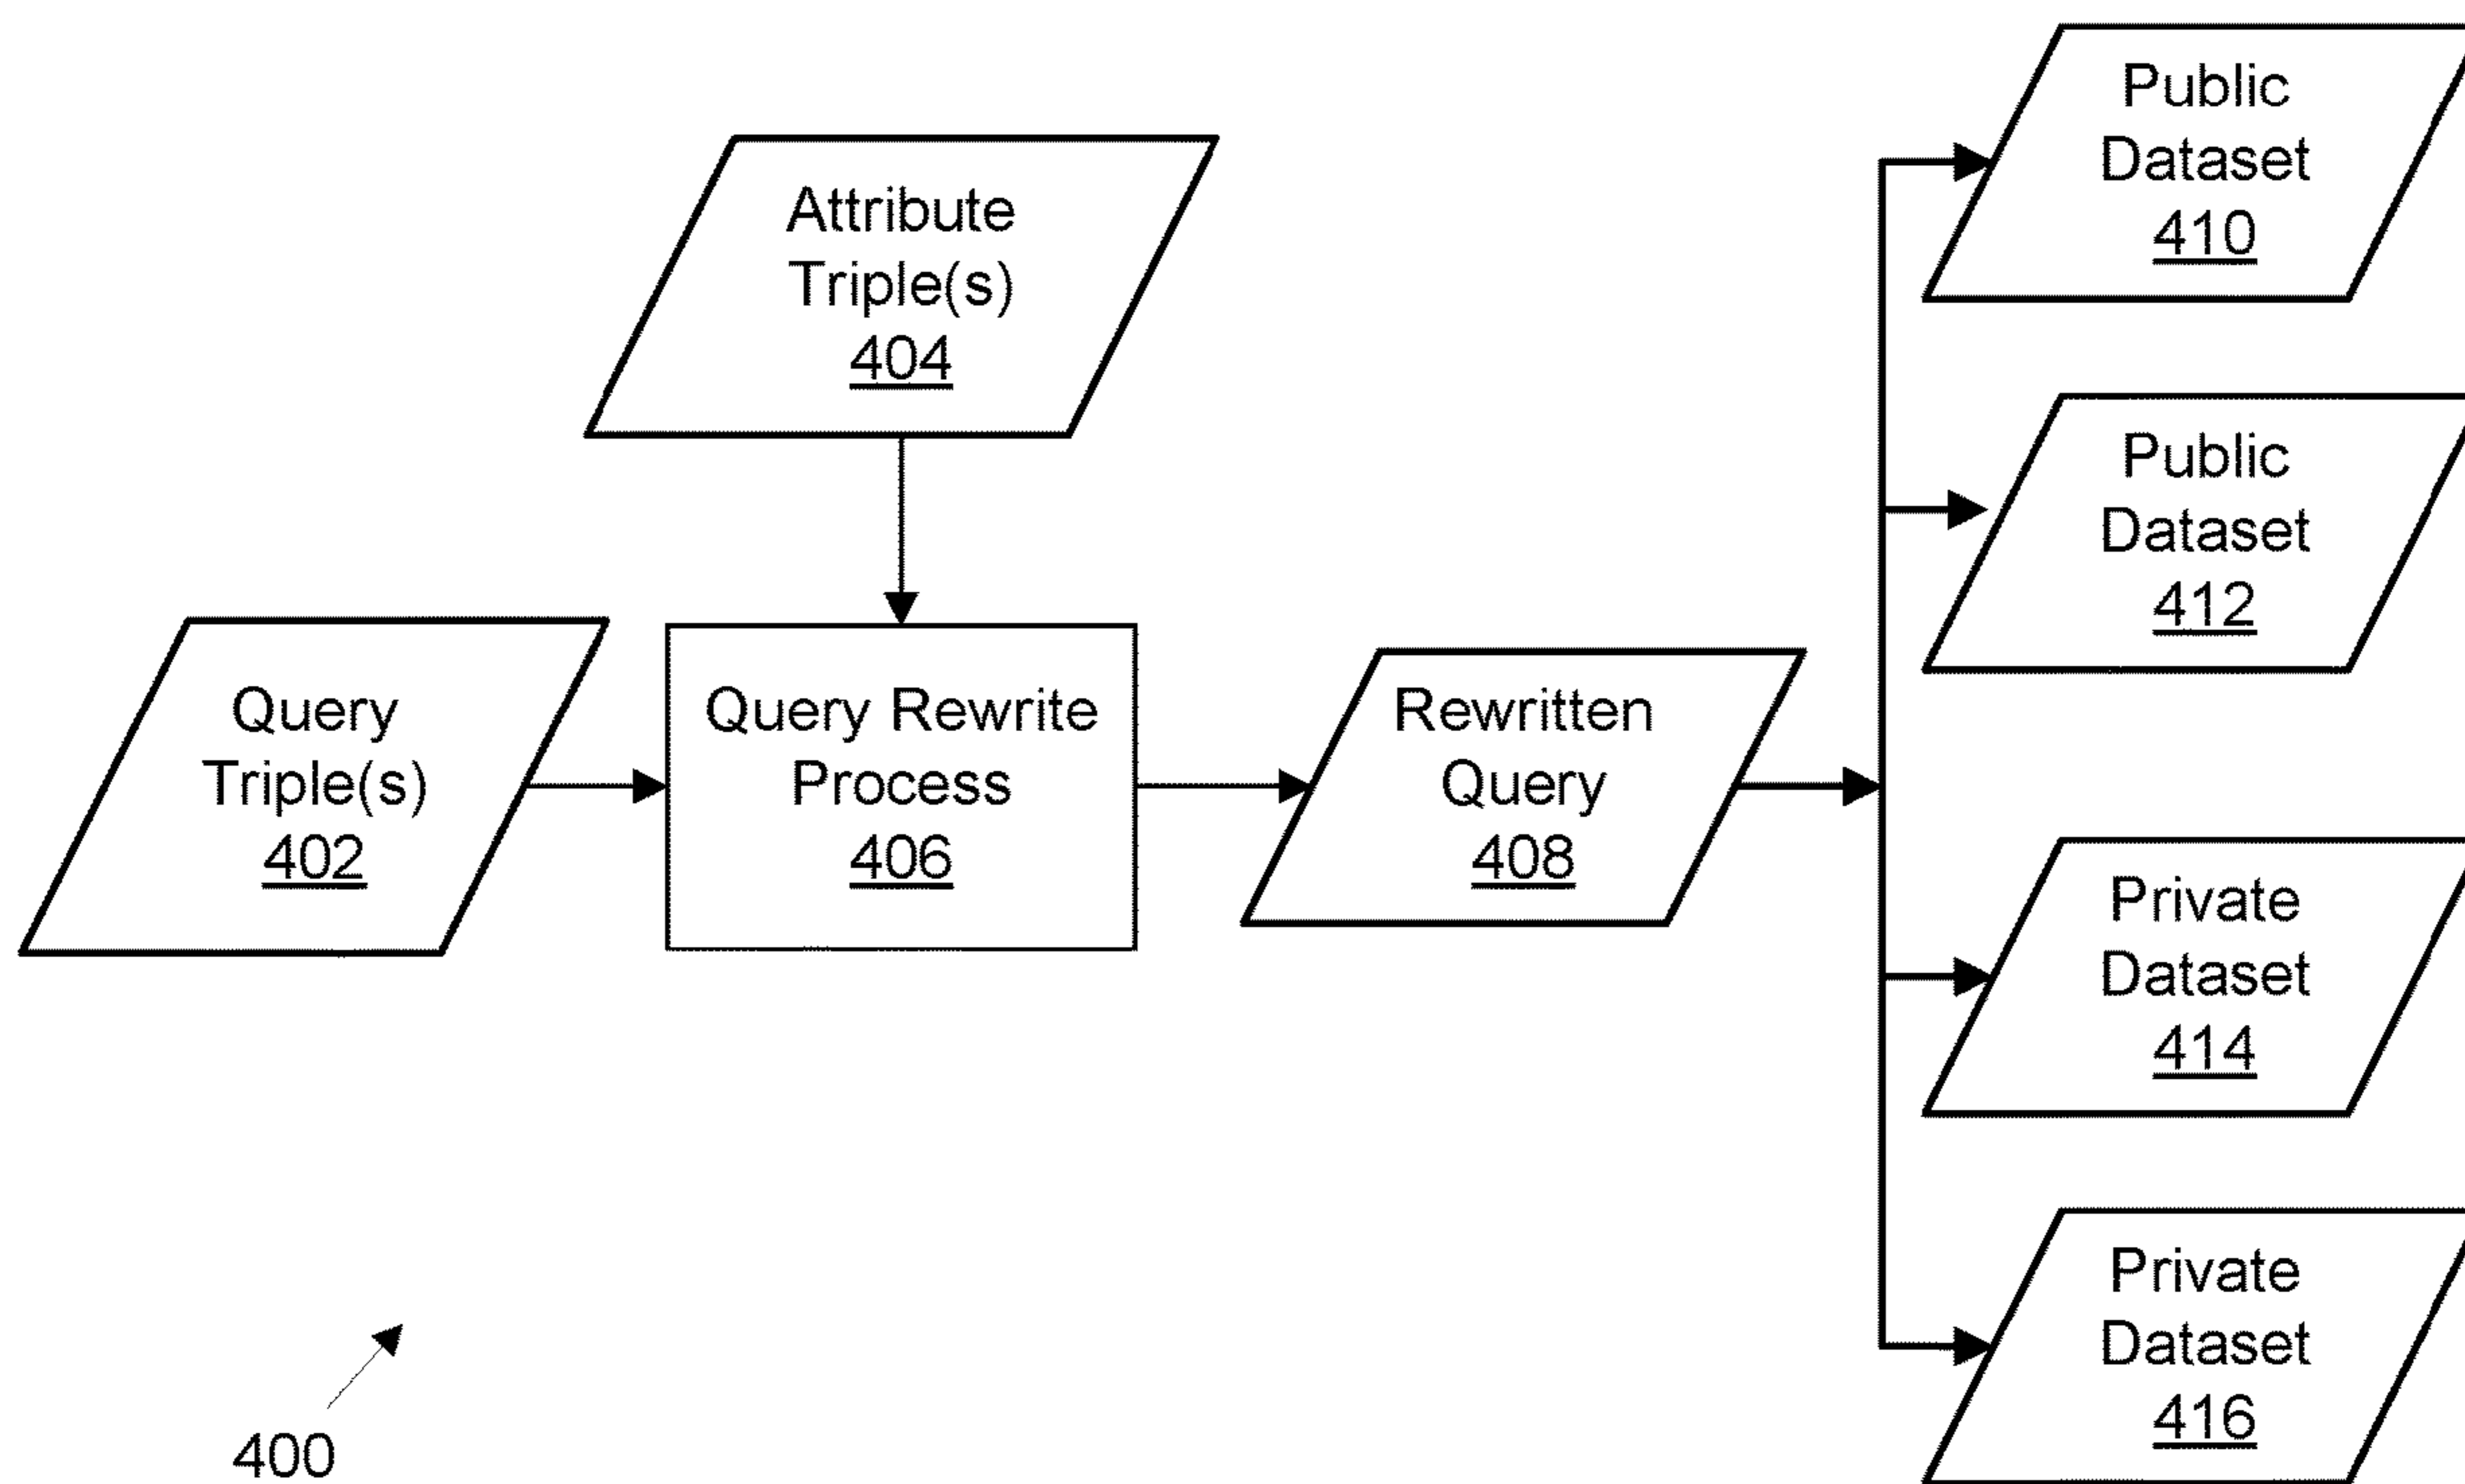 Public
Dataset
410
Attribute
Triple(s)
404
Public
Dataset
412
Query
Triple(s)
402
Query Rewrite
Process
406
Rewritten
Query
408
Private
Dataset
414
Private
Dataset
416
400